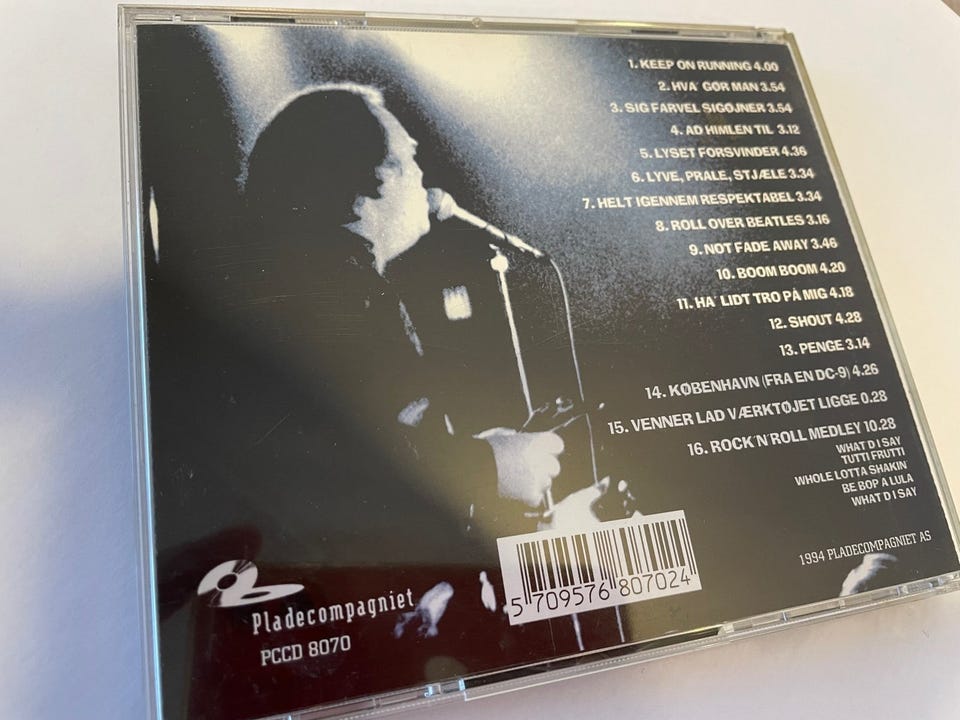 1. KEEP ON RUNNING 4.00
2. HVA' GØR MAN 3.54
3. SIG FARVEL SIGØJNER 3.54
4. AD HIMLEN TIL 3.12
5. LYSET FORSVINDER 4.36
6. LYVE, PRALE, STJÆLE 3.34
7. HELT IGENNEM RESPEKTABEL 3.34
8. ROLL OVER BEATLES 3.16
9. NOT FADE AWAY 3.46
10. BOOM BOOM 4.20
11. HA' LIDT TRO PÅ MIG 4.18
12. SHOUT 4.28
13. PENGE 3.14
14. KØBENHAVN (FRA EN DC-9) 4.26
15. VENNER LAD VÆRKTØJET LIGGE 0.28
16. ROCK'N'ROLL MEDLEY 10.28
WHAT D I SAY
TUTTI FRUTTI
WHOLE LOTTA SHAKIN'
BE BOP A LULA
WHAT D I SAY
1994 PLADECOMPAGNIET AS
5 709576 807024
Pladecompagniet
PCCD 8070